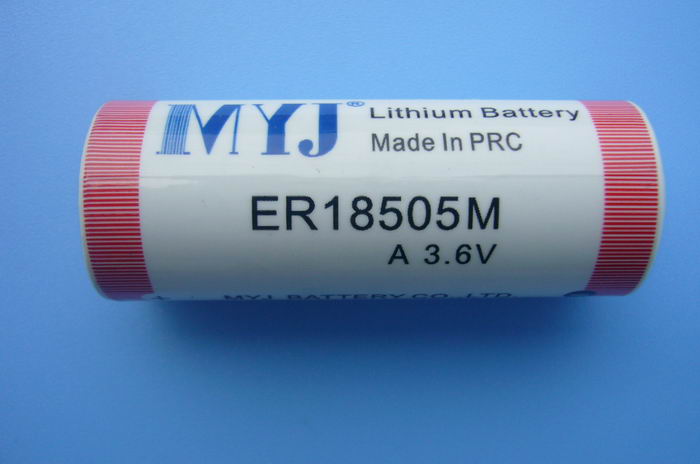 MYJ® Lithium Battery
Made In PRC
ER18505M
A 3.6V
+
MYJ BATTERY CO., LTD.